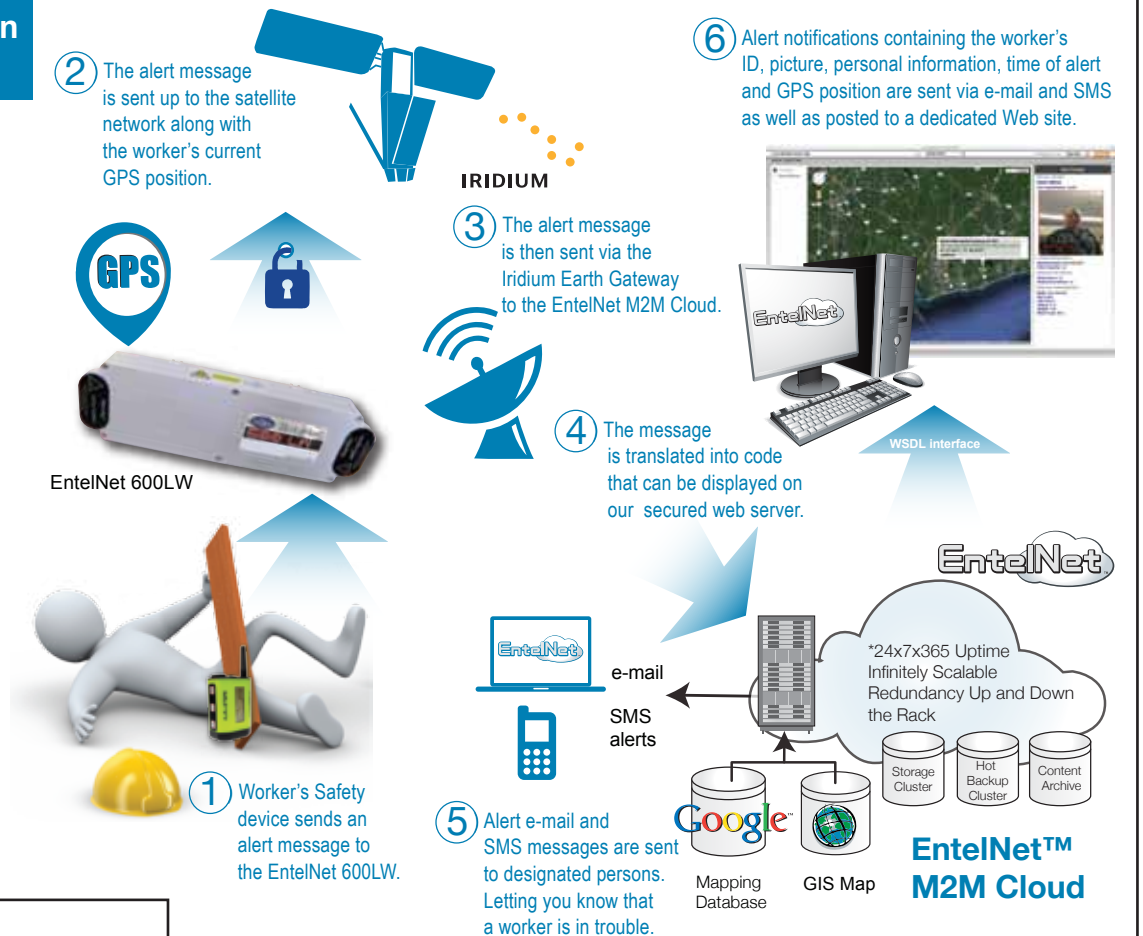 n
2 The alert message
is sent up to the satellite
network along with
the worker's current
GPS position.
IRIDIUM
6 Alert notifications containing the worker's
ID, picture, personal information, time of alert
and GPS position are sent via e-mail and SMS
as well as posted to a dedicated Web site.
GPS
3 The alert message
is then sent via the
Iridium Earth Gateway
to the EntelNet M2M Cloud.
EntelNet
EntelNet 600LW
4 The message
is translated into code
that can be displayed on
our secured web server.
WSDL interface
EntelNet
EntelNet
e-mail
SMS
alerts
*24x7x365 Uptime
Infinitely Scalable
Redundancy Up and Down
the Rack
Storage
Cluster
Hot
Backup
Cluster
Content
Archive
1 Worker's Safety
device sends an
alert message to
the EntelNet 600LW.
5 Alert e-mail and
SMS messages are sent
to designated persons.
Letting you know that
a worker is in trouble.
Google™
Mapping
Database
GIS Map
EntelNet™
M2M Cloud